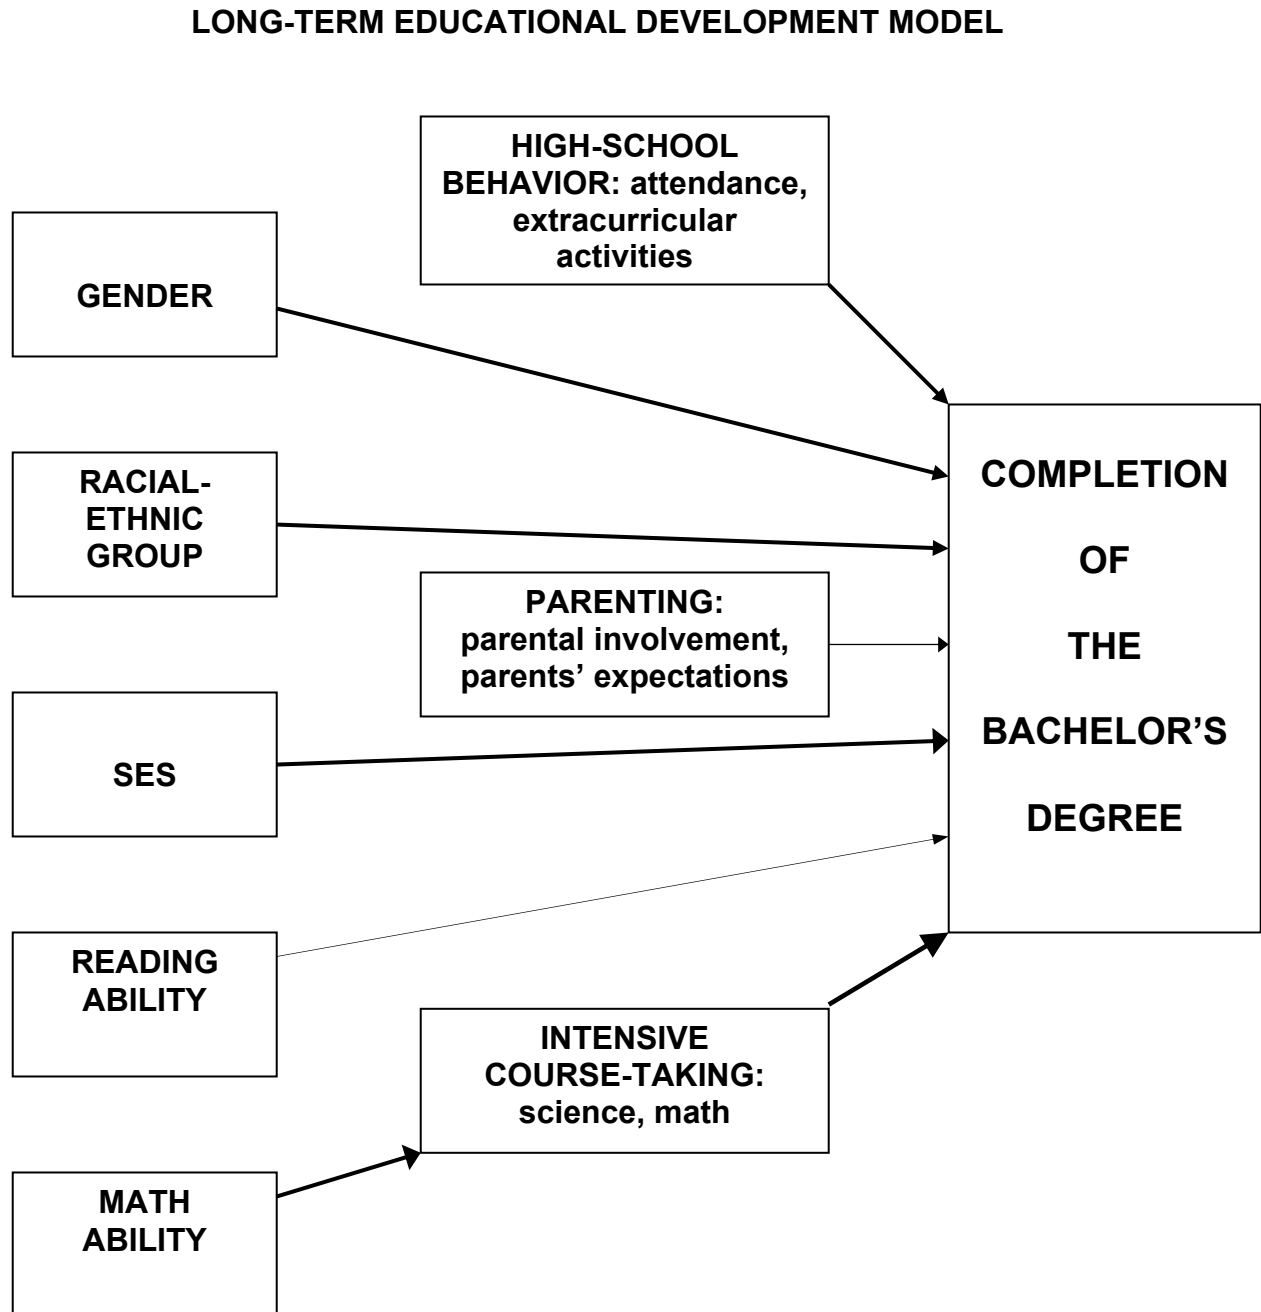 LONG-TERM EDUCATIONAL DEVELOPMENT MODEL
HIGH-SCHOOL
BEHAVIOR: attendance,
extracurricular
activities
GENDER
RACIAL-
ETHNIC
GROUP
PARENTING:
parental involvement,
parents’ expectations
SES
READING
ABILITY
INTENSIVE
COURSE-TAKING:
science, math
MATH
ABILITY
COMPLETION
OF
THE
BACHELOR’S
DEGREE